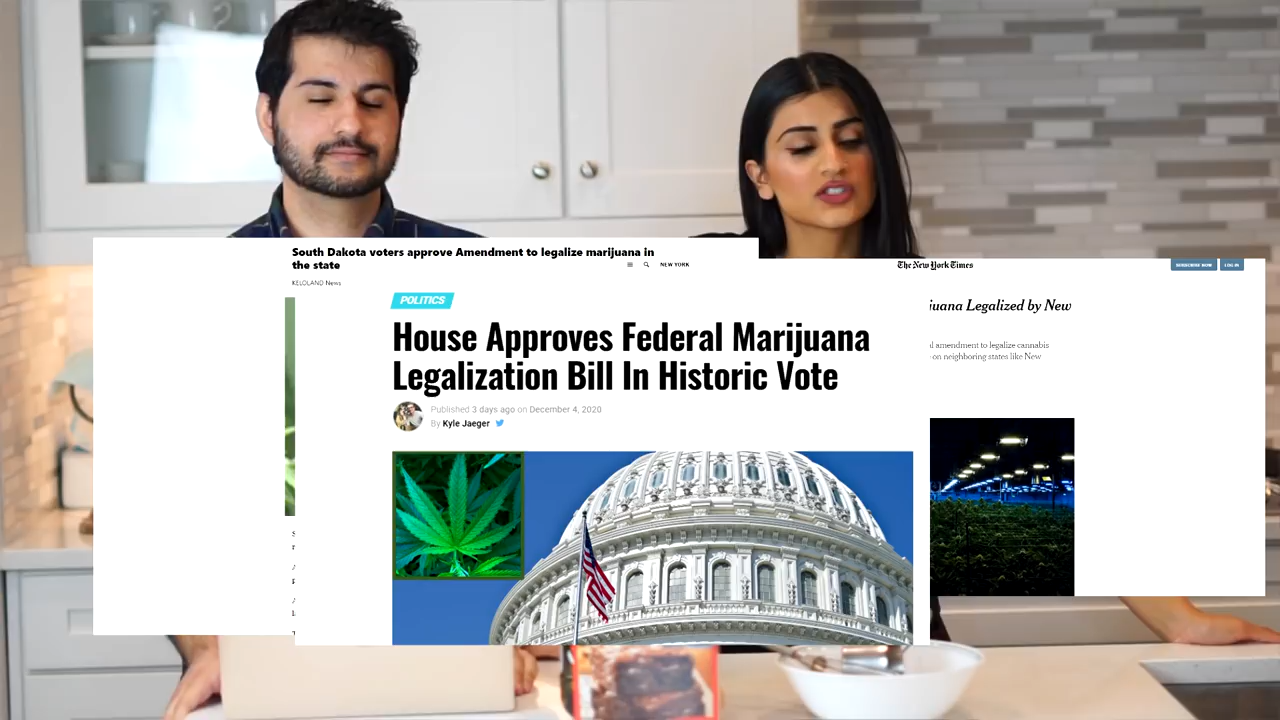 South Dakota voters approve Amendment to legalize marijuana in
the state
KELOLAND News
NEW YORK
The New York Times
SUBSCRIBE NOW
LOG IN
POLITICS
House Approves Federal Marijuana
Legalization Bill In Historic Vote
Published 3 days ago on December 4, 2020
By Kyle Jaeger
juana Legalized by New
amendment to legalize cannabis
on neighboring states like New